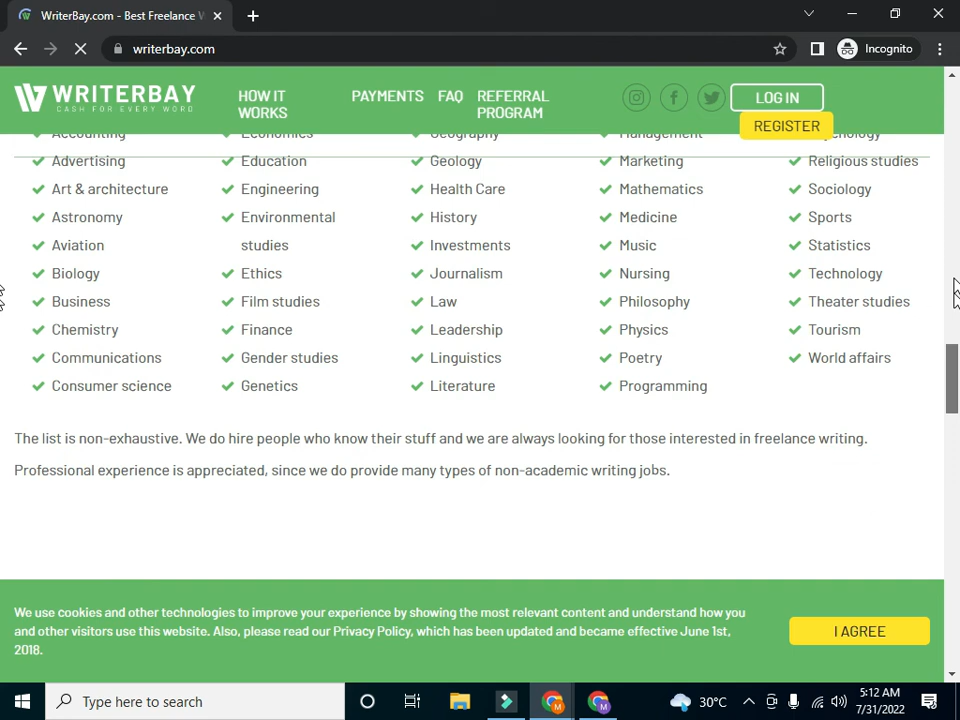 WriterBay.com - Best Freelance
writerbay.com
Incognito
WRITERBAY
CASH FOR EVERY WORD
HOW IT
WORKS
PAYMENTS
FAQ
REFERRAL
PROGRAM
LOG IN
REGISTER
Accounting
Economics
Geography
Management
Advertising
Education
Geology
Marketing
Religious studies
Art & architecture
Engineering
Health Care
Mathematics
Sociology
Astronomy
Environmental
studies
History
Medicine
Sports
Aviation
Investments
Music
Statistics
Biology
Ethics
Journalism
Nursing
Technology
Business
Film studies
Law
Philosophy
Theater studies
Chemistry
Finance
Leadership
Physics
Tourism
Communications
Gender studies
Linguistics
Poetry
World affairs
Consumer science
Genetics
Literature
Programming
The list is non-exhaustive. We do hire people who know their stuff and we are always looking for those interested in freelance writing.
Professional experience is appreciated, since we do provide many types of non-academic writing jobs.
We use cookies and other technologies to improve your experience by showing the most relevant content and understand how you
and other visitors use this website. Also, please read our Privacy Policy, which has been updated and became effective June 1st,
2018.
I AGREE
Type here to search
30°C
5:12 AM
7/31/2022